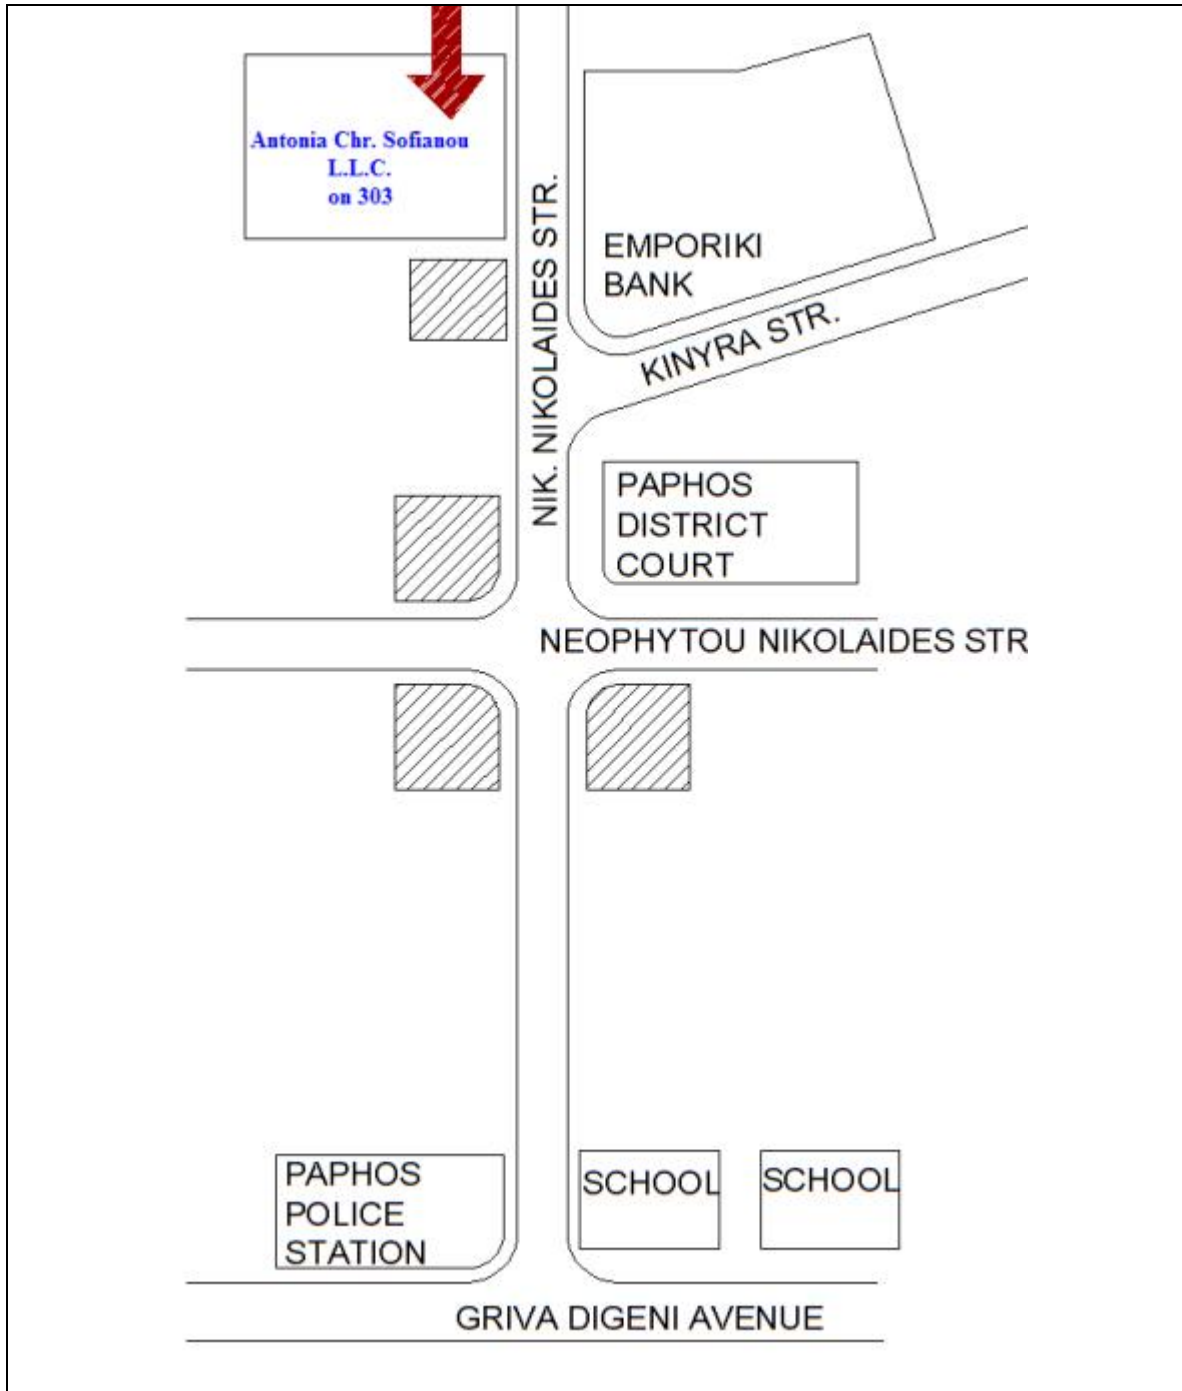 Antonia Chr. Sofianou
L.L.C.
on 303
NIK. NIKOLAIDES STR.
EMPORIKI
BANK
KINYRA STR.
PAPHOS
DISTRICT
COURT
NEOPHYTOU NIKOLAIDES STR
PAPHOS
POLICE
STATION
SCHOOL
SCHOOL
GRIVA DIGENI AVENUE